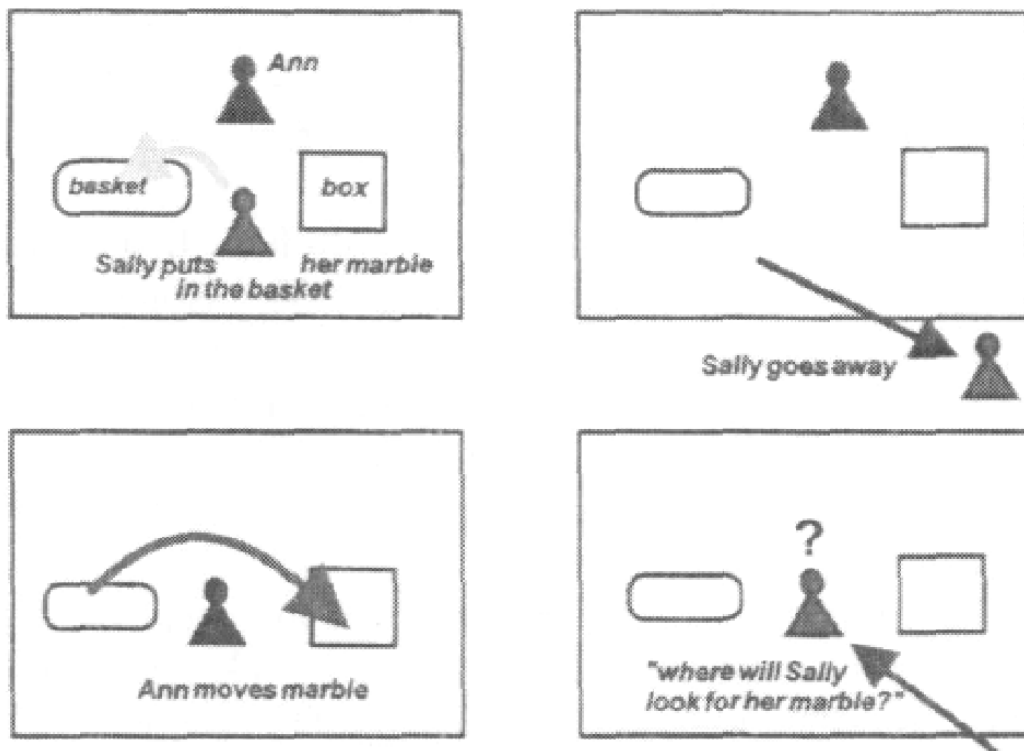 Ann
basket
box
Sally puts her marble
in the basket
Sally goes away
Ann moves marble
?
"where will Sally
look for her marble?"